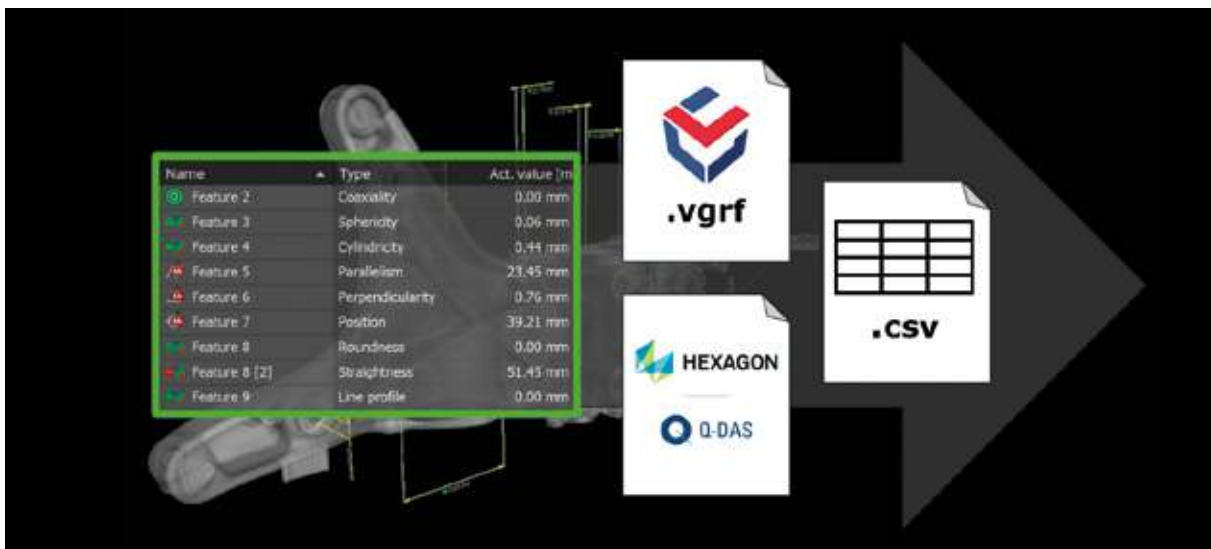 Name Type Act. value [m
Feature 2 Coaxiality 0.00 mm
Feature 3 Sphericity 0.06 mm
Feature 4 Cylindricity 0.44 mm
Feature 5 Parallelism 23.45 mm
Feature 6 Perpendicularity 0.76 mm
Feature 7 Position 39.21 mm
Feature 8 Roundness 0.00 mm
Feature 8 [2] Straightness 51.45 mm
Feature 9 Line profile 0.00 mm
.vgrf
HEXAGON
Q-DAS
.csv